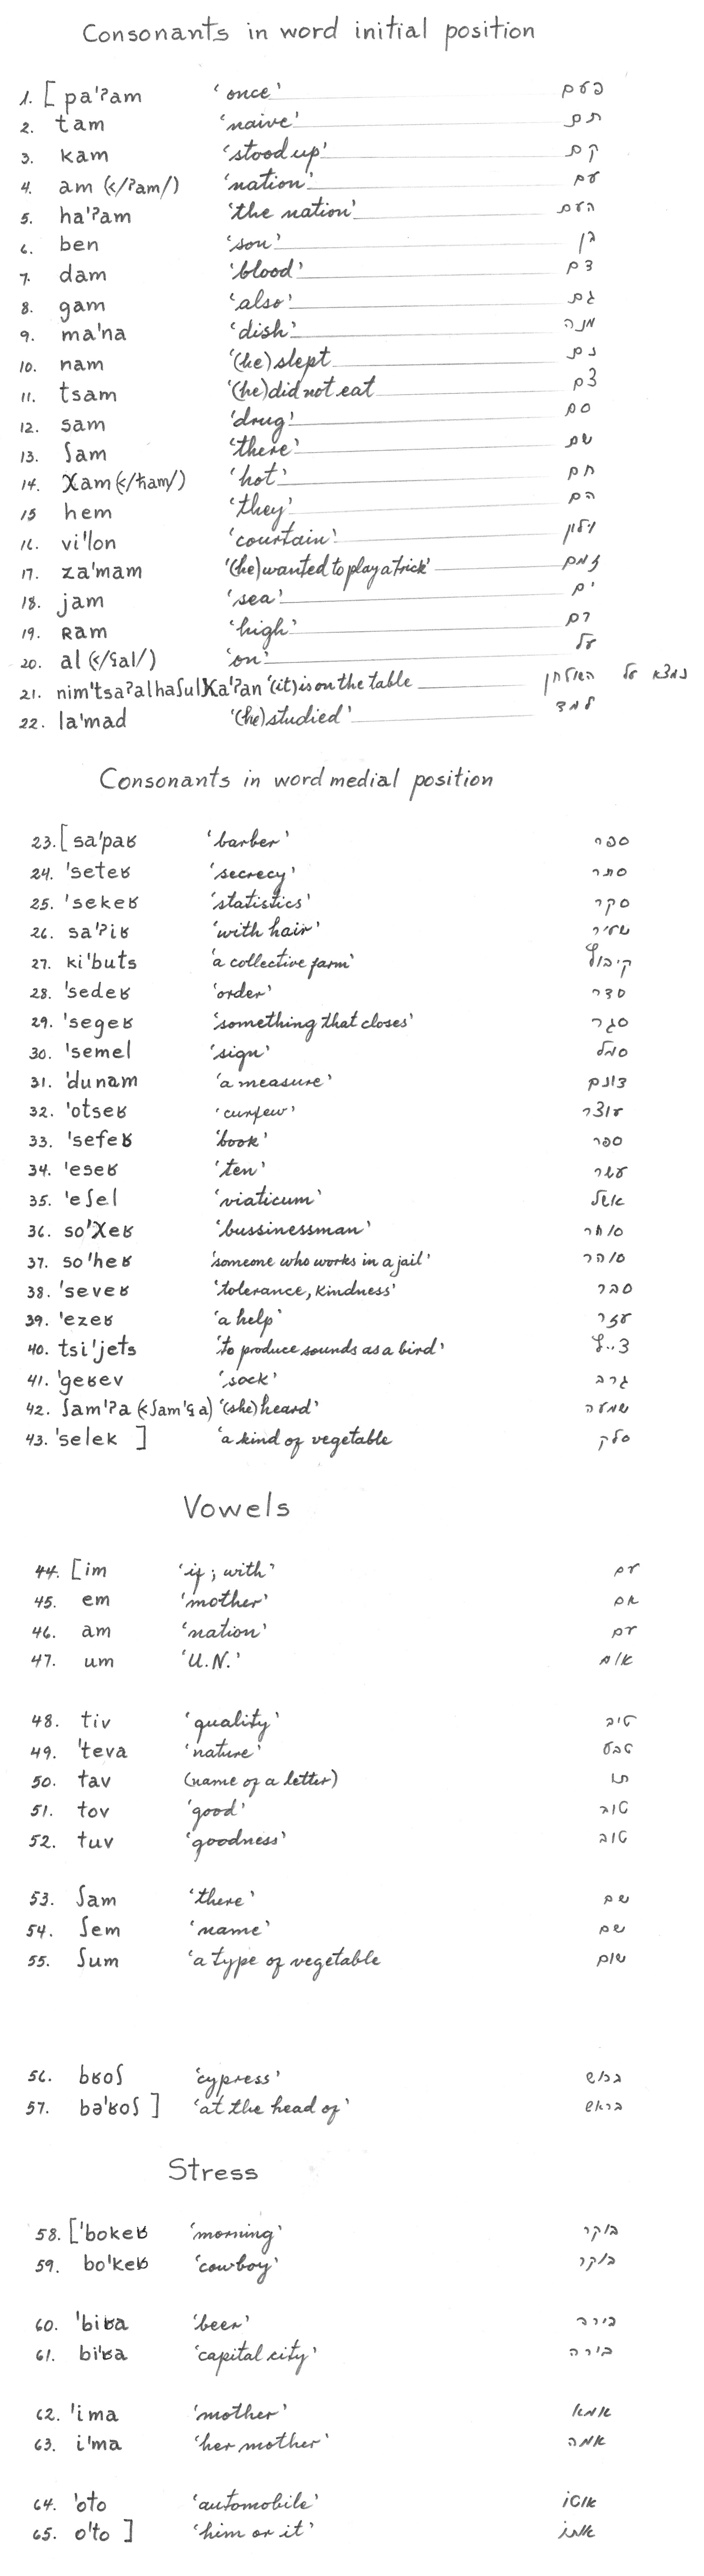 Consonants in word initial position
1. [ pa'ʔam 'once' פעם
2. tam 'naive' תם
3. kam 'stood up' קם
4. am (</ʔam/) 'nation' עם
5. ha'ʔam 'the nation' העם
6. ben 'son' בן
7. dam 'blood' דם
8. gam 'also' גם
9. ma'na 'dish' מנה
10. nam '(he) slept נם
11. tsam '(he) did not eat צם
12. sam 'drug' סם
13. ʃam 'there' שם
14. χam (</ħam/) 'hot' חם
15 hem 'they' הם
16. vi'lon 'courtain' וילון
17. za'mam '(he) wanted to play a trick' זמם
18. jam 'sea' ים
19. ʀam 'high' רם
20. al (</ʕal/) 'on' על
21. nim'tsaʔalhaʃulχa'ʔan '(it) is on the table נמצא על השולחן
22. la'mad '(he) studied' למד
Consonants in word medial position
23. [ sa'paʁ 'barber' ספר
24. 'seteʁ 'secrecy' סתר
25. 'sekeʁ 'statistics' סקר
26. sa'ʔiʁ 'with hair' שעיר
27. ki'buts 'a collective farm' קיבוץ
28. 'sedeʁ 'order' סדר
29. 'segeʁ 'something that closes' סגר
30. 'semel 'sign' סמל
31. 'dunam 'a measure' דונם
32. 'otseʁ 'curfew' עוצר
33. 'sefeʁ 'book' ספר
34. 'eseʁ 'ten' עשר
35. 'eʃel 'viaticum' אשל
36. so'χeʁ 'bussinessman' סוחר
37. so'heʁ 'someone who works in a jail' סוהר
38. 'seveʁ 'tolerance, kindness' סבר
39. 'ezeʁ 'a help' עזר
40. tsi'jets 'to produce sounds as a bird' צייץ
41. 'geʁev 'sock' גרב
42. ʃam'ʔa (<ʃam'ʕa) '(she) heard' שמעה
43. 'selek ] 'a kind of vegetable סלק
Vowels
44. [im 'if ; with' עם
45. em 'mother' אם
46. am 'nation' עם
47. um 'U.N.' אום
48. tiv 'quality' טיב
49. 'teva 'nature' טבע
50. tav (name of a letter) תו
51. tov 'good' טוב
52. tuv 'goodness' טוב
53. ʃam 'there' שם
54. ʃem 'name' שם
55. ʃum 'a type of vegetable שום
56. bʁoʃ 'cypress' ברוש
57. bə'ʁoʃ ] 'at the head of' בראש
Stress
58. ['bokeʁ 'morning' בוקר
59. bo'keʁ 'cowboy' בוקר
60. 'biʁa 'beer' בירה
61. bi'ʁa 'capital city' בירה
62. 'ima 'mother' אמא
63. i'ma 'her mother' אמה
64. 'oto 'automobile' אוטו
65. o'to ] 'him or it' אותו